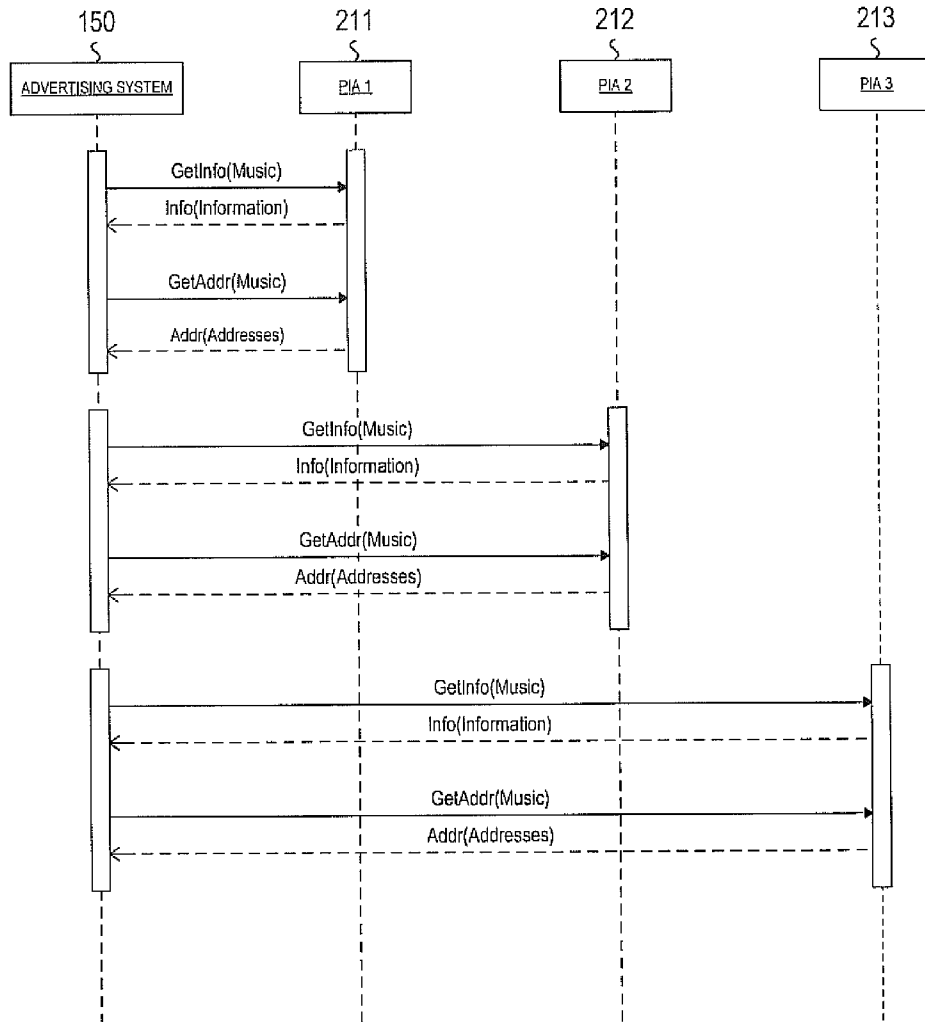 150 211 212 213
ADVERTISING SYSTEM PIA 1 PIA 2 PIA 3
GetInfo(Music)
Info(Information)
GetAddr(Music)
Addr(Addresses)
GetInfo(Music)
Info(Information)
GetAddr(Music)
Addr(Addresses)
GetInfo(Music)
Info(Information)
GetAddr(Music)
Addr(Addresses)